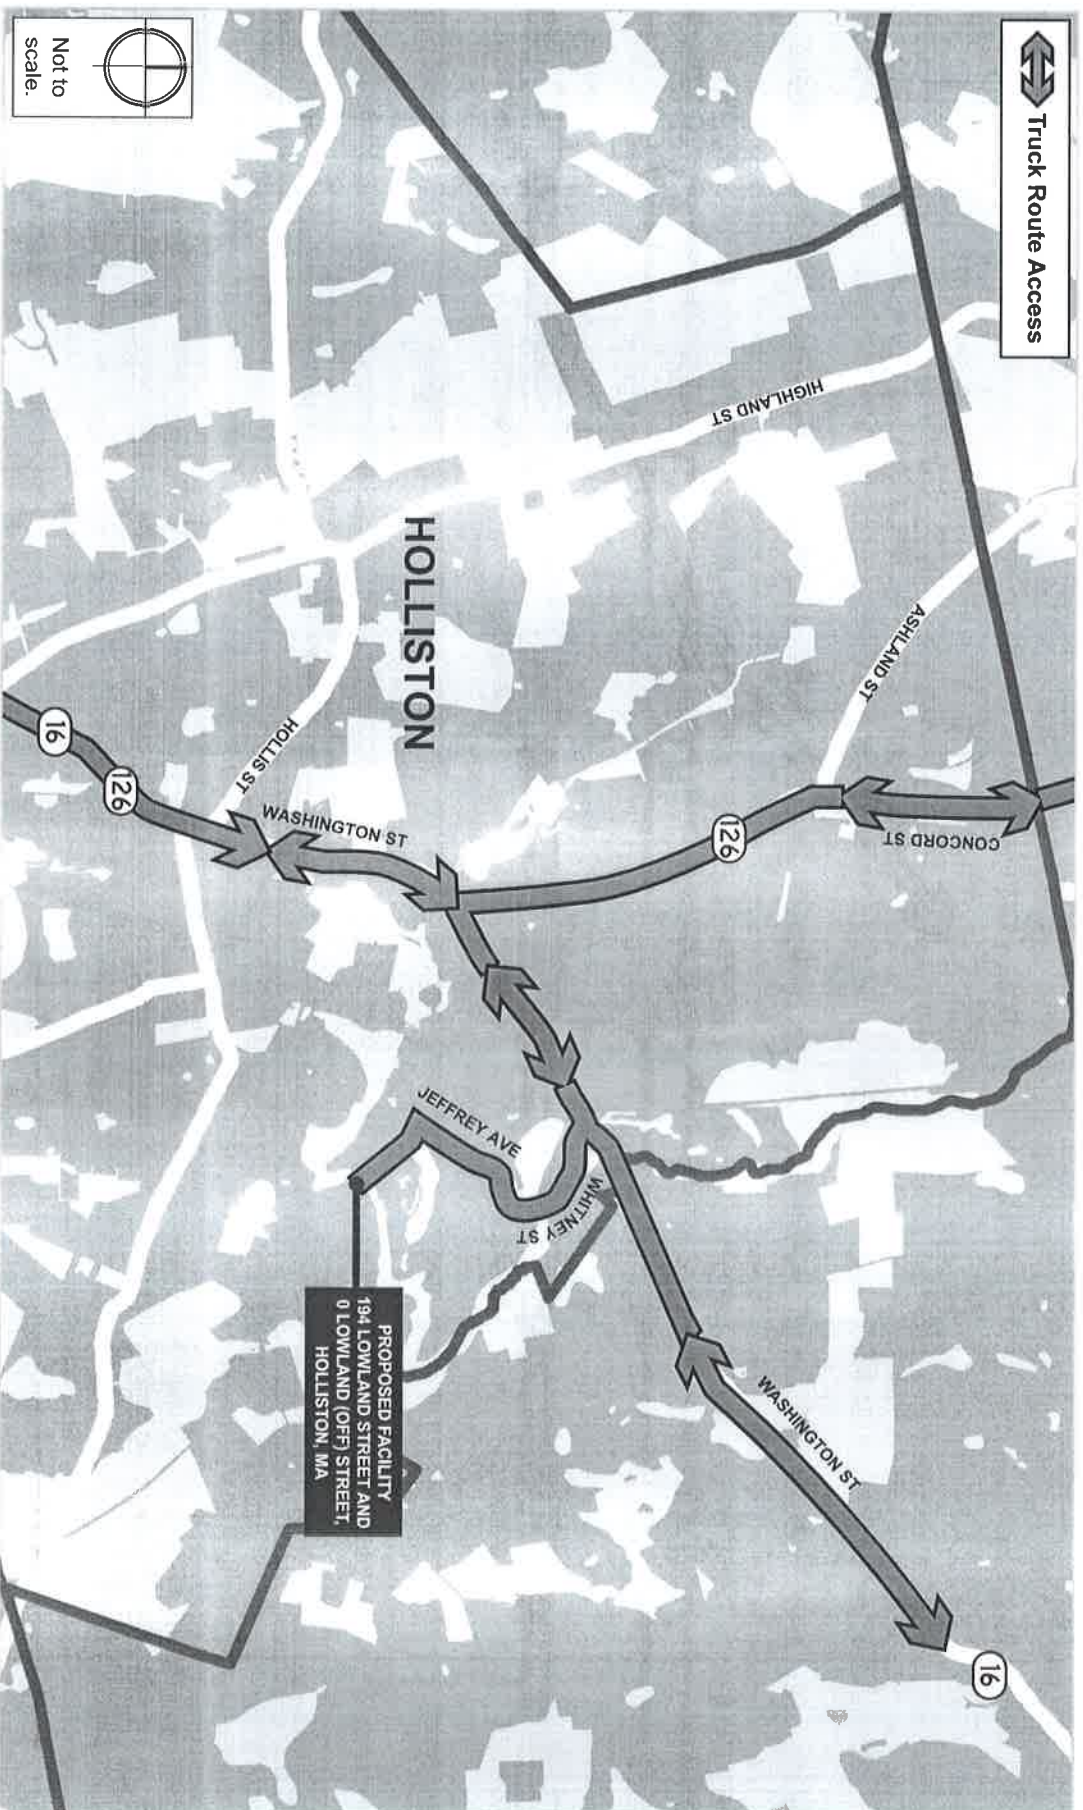 Truck Route Access
HIGHLAND ST
ASHLAND ST
CONCORD ST
126
HOLLISTON
HOLLIS ST
WASHINGTON ST
16
126
JEFFREY AVE
WHITNEY ST
WASHINGTON ST
16
PROPOSED FACILITY
194 LOWLAND STREET AND
0 LOWLAND (OFF) STREET,
HOLLISTON, MA
Not to
scale.